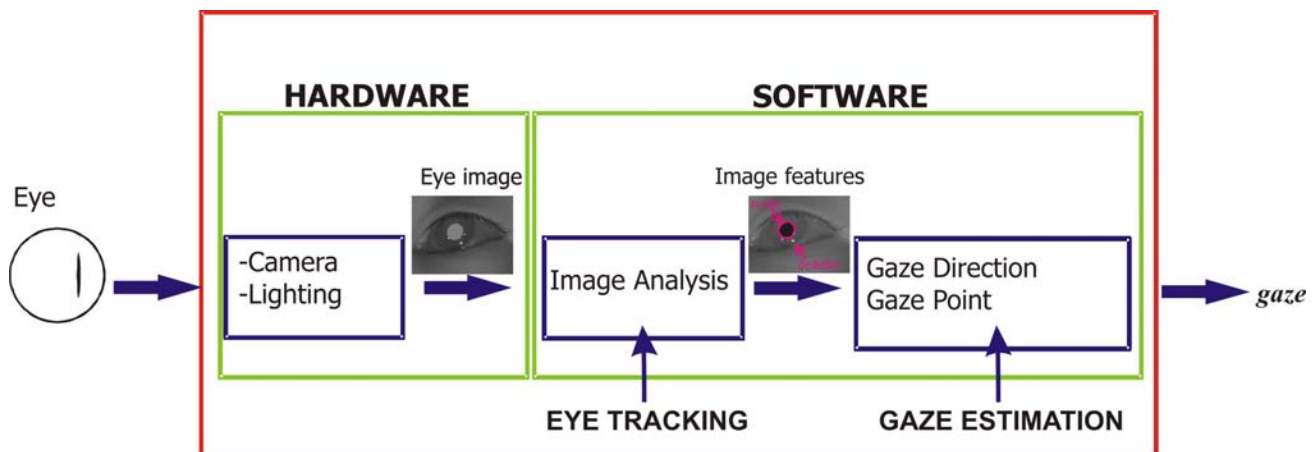 HARDWARE
SOFTWARE
Eye
Eye image
Image features
-Camera
-Lighting
Image Analysis
Gaze Direction
Gaze Point
gaze
EYE TRACKING
GAZE ESTIMATION